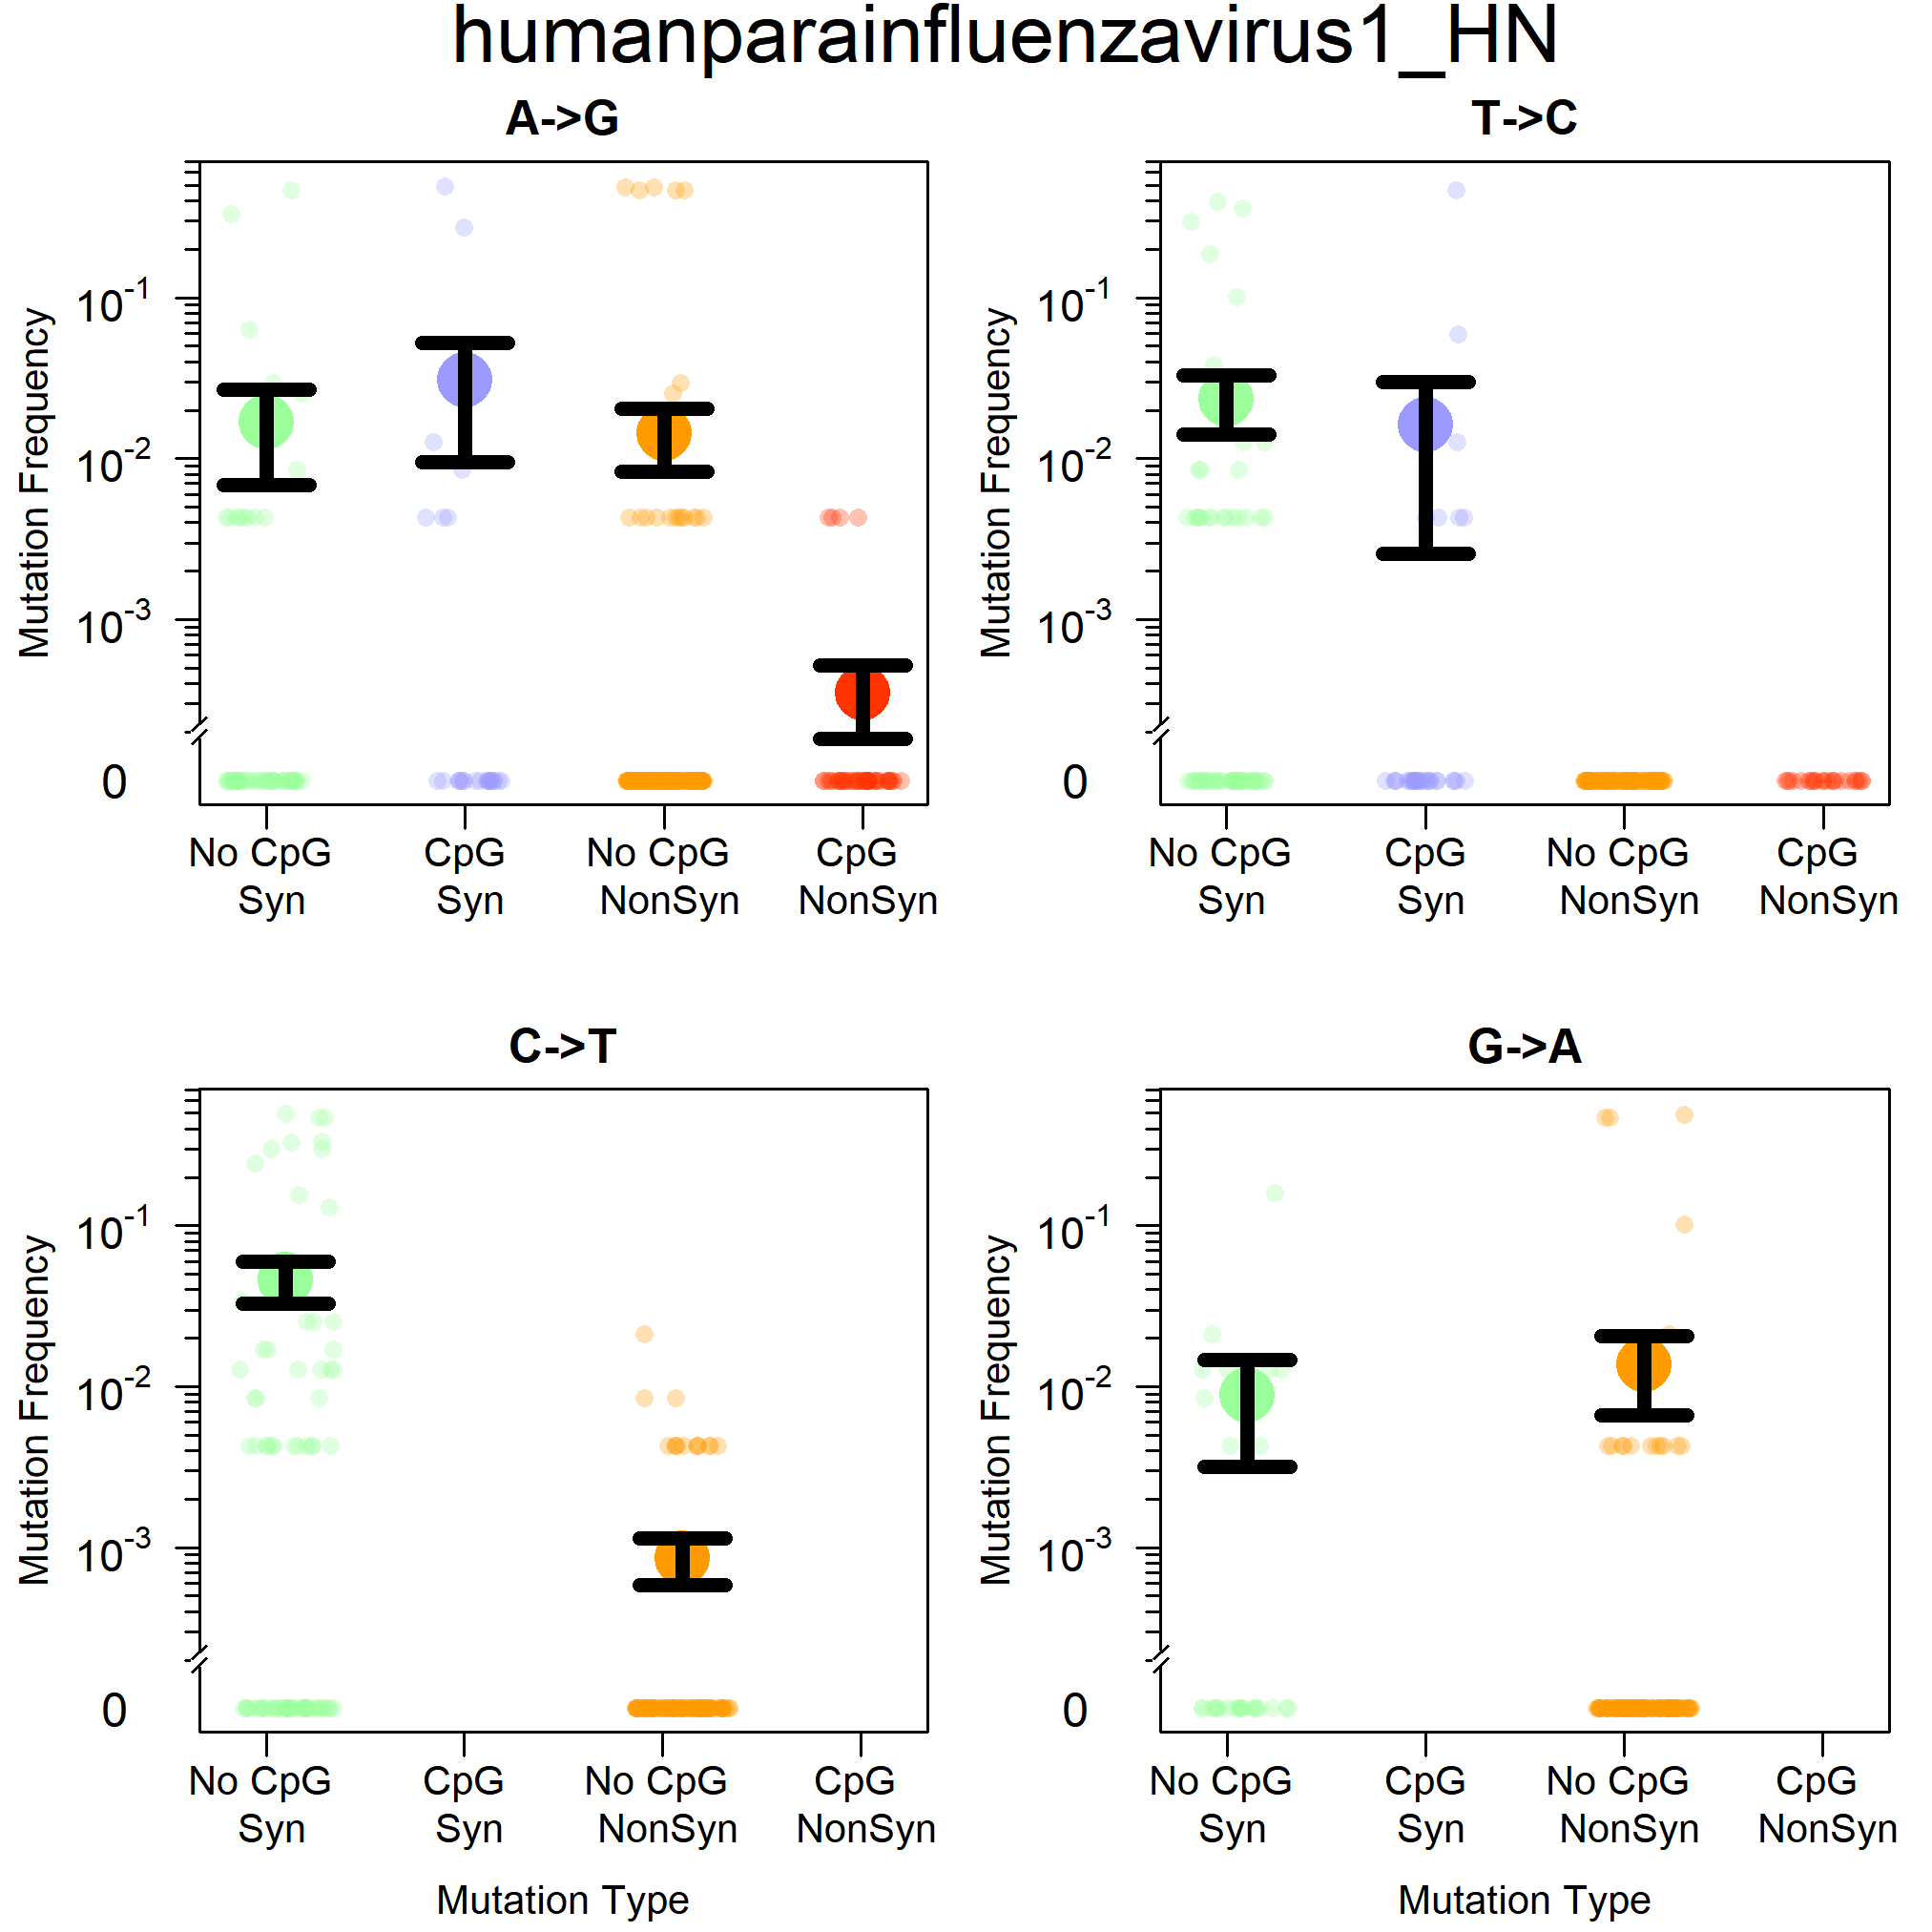 humanparainfluenzavirus1_HN
A->G
T->C
Mutation Frequency
10^-1
10^-2
10^-3
0
No CpG CpG No CpG CpG
Syn Syn NonSyn NonSyn
Mutation Frequency
10^-1
10^-2
10^-3
0
No CpG CpG No CpG CpG
Syn Syn NonSyn NonSyn
C->T
G->A
Mutation Frequency
10^-1
10^-2
10^-3
0
No CpG CpG No CpG CpG
Syn Syn NonSyn NonSyn
Mutation Type
Mutation Frequency
10^-1
10^-2
10^-3
0
No CpG CpG No CpG CpG
Syn Syn NonSyn NonSyn
Mutation Type